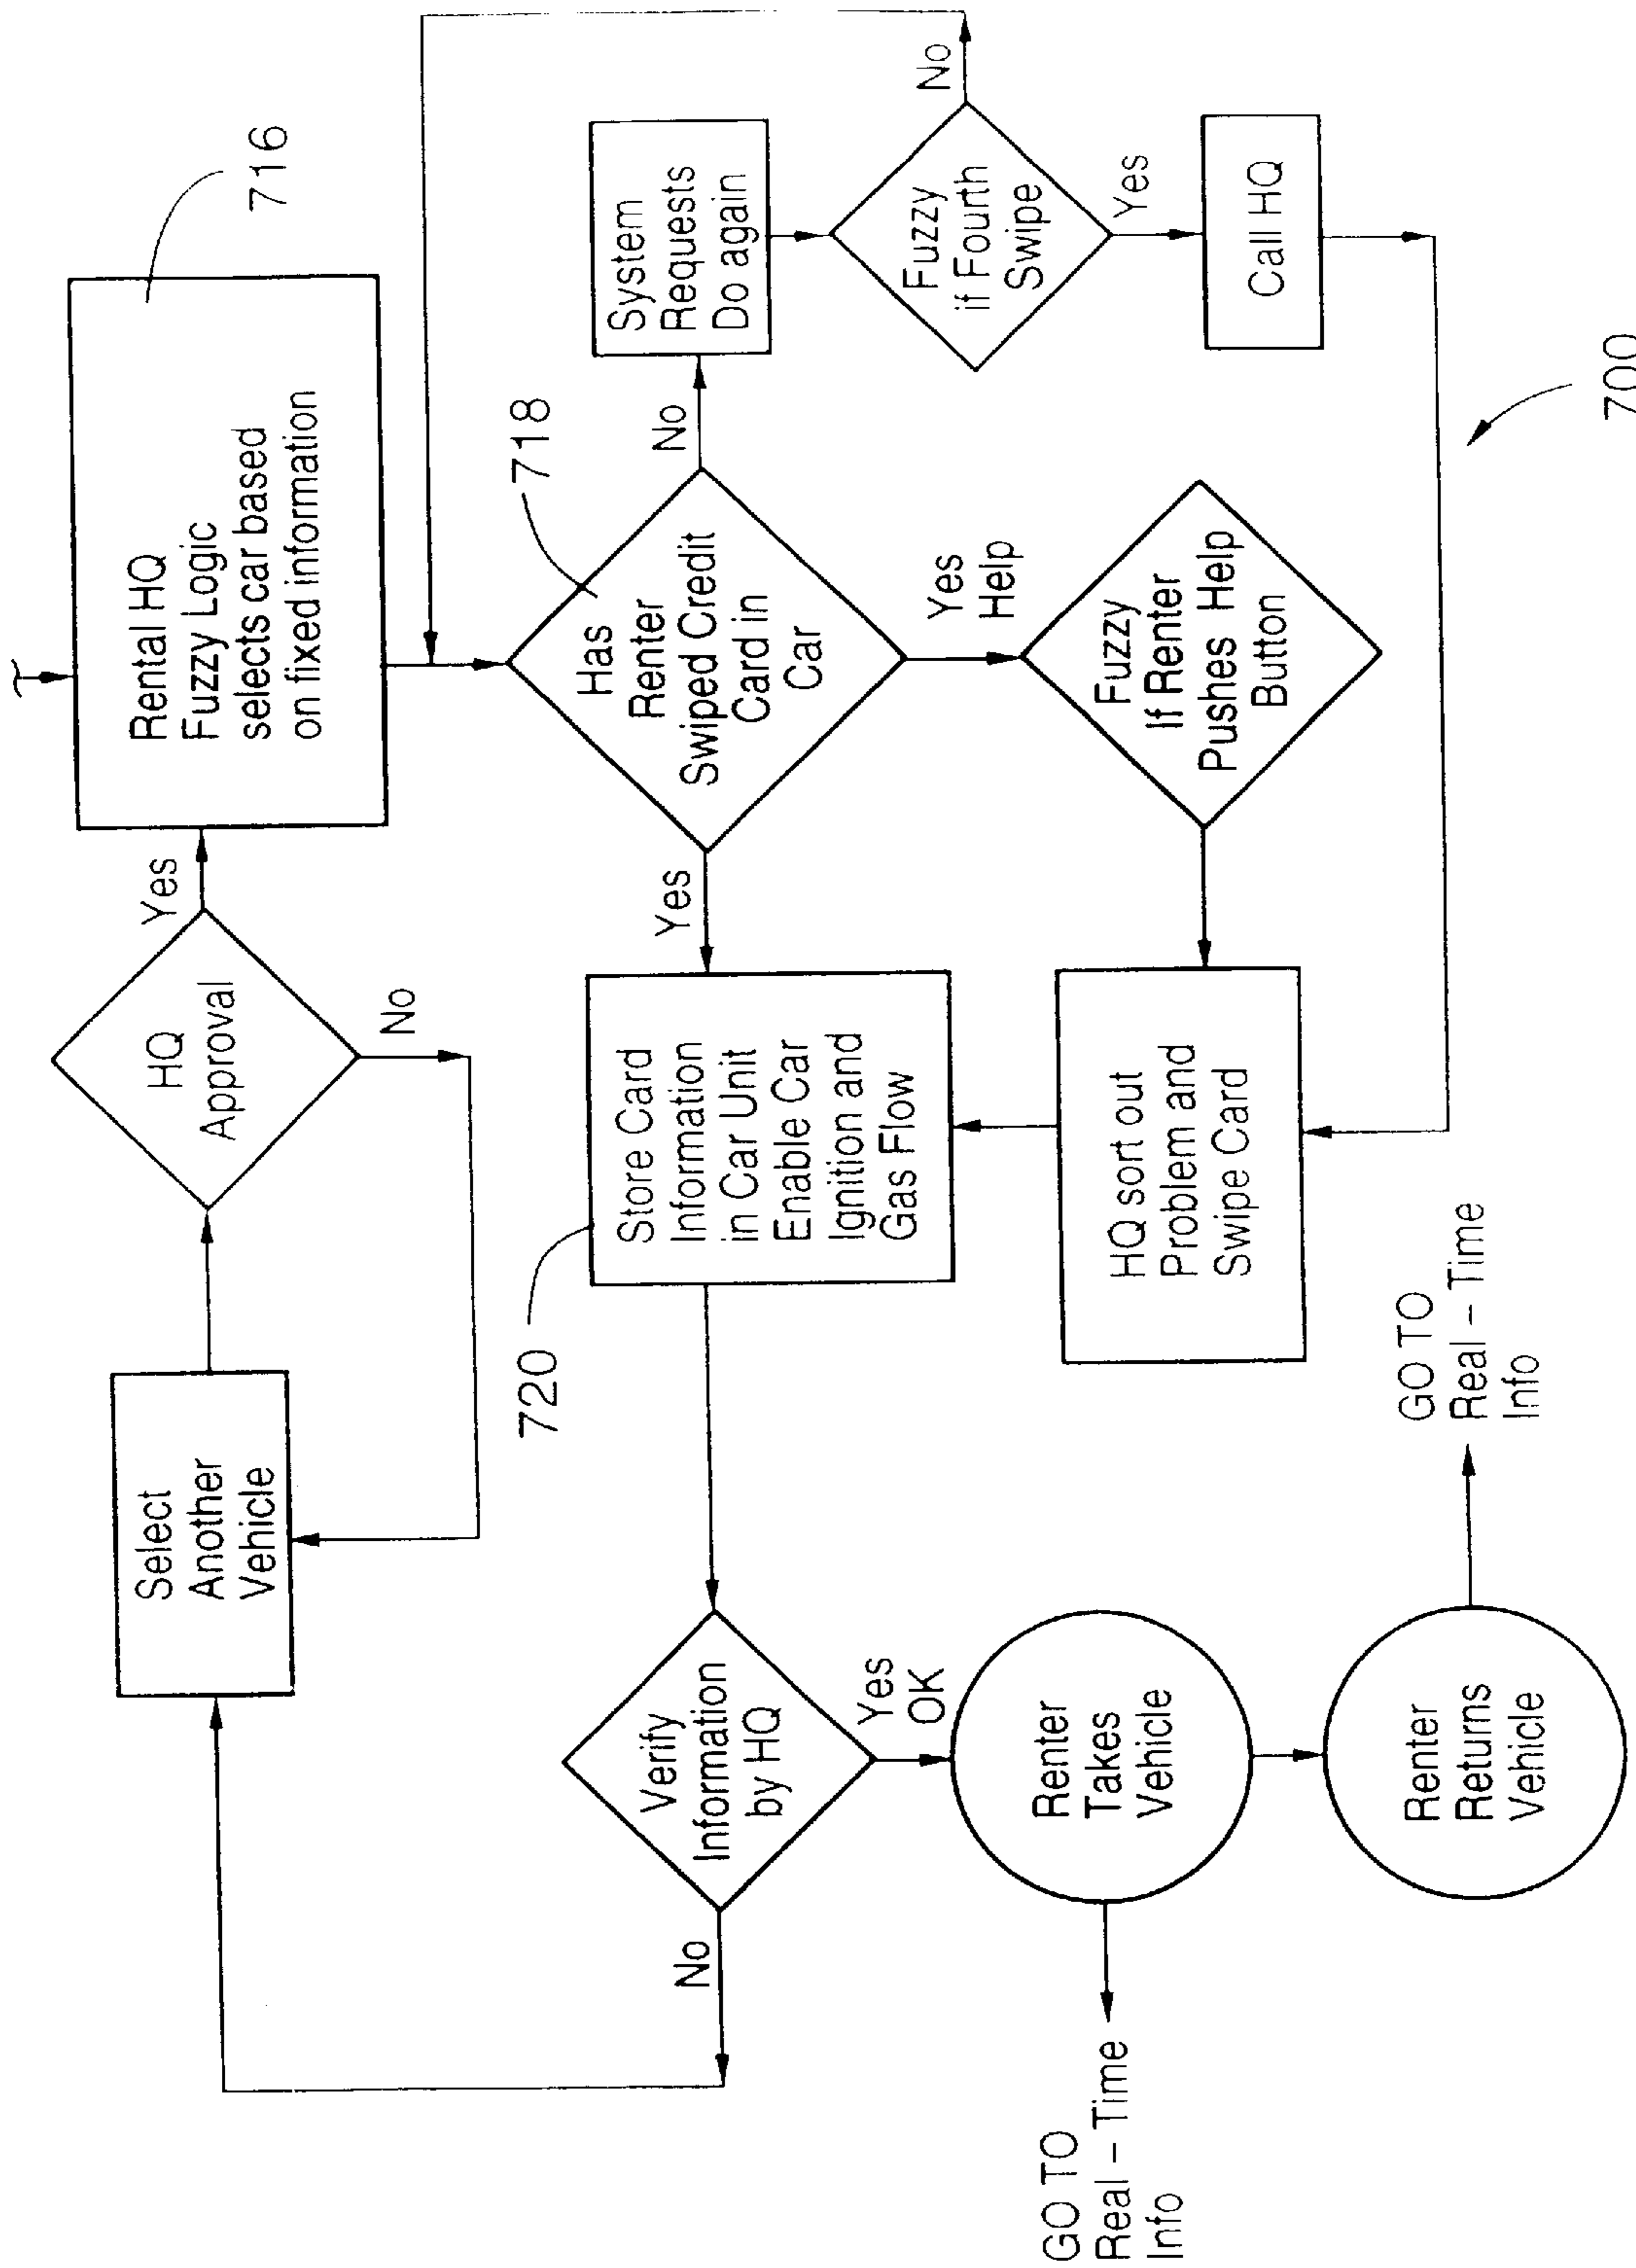 Select
Another
Vehicle
HQ
Approval
Yes
No
Rental HQ
Fuzzy Logic
selects car based
on fixed information
716
720
Store Card
Information
in Car Unit
Enable Car
Ignition and
Gas Flow
Yes
Has
Renter
Swiped Credit
Card in
Car
718
No
System
Requests
Do again
Fuzzy
if Fourth
Swipe
No
Yes
Call HQ
Yes
Help
Fuzzy
If Renter
Pushes Help
Button
HQ sort out
Problem and
Swipe Card
No
Verify
Information
by HQ
Yes
OK
GO TO
Real – Time
Info
Renter
Takes
Vehicle
Renter
Returns
Vehicle
GO TO
Real – Time
Info
700